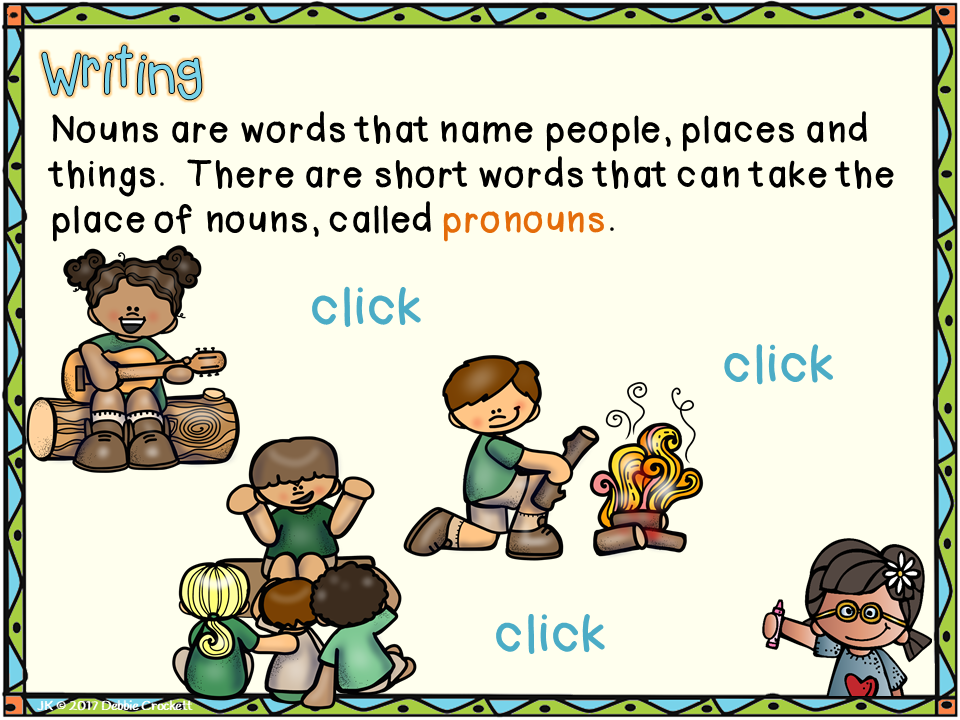 Writing
Nouns are words that name people, places and
things. There are short words that can take the
place of nouns, called pronouns.
click
click
click
JK © 2017 Debbie Crockett